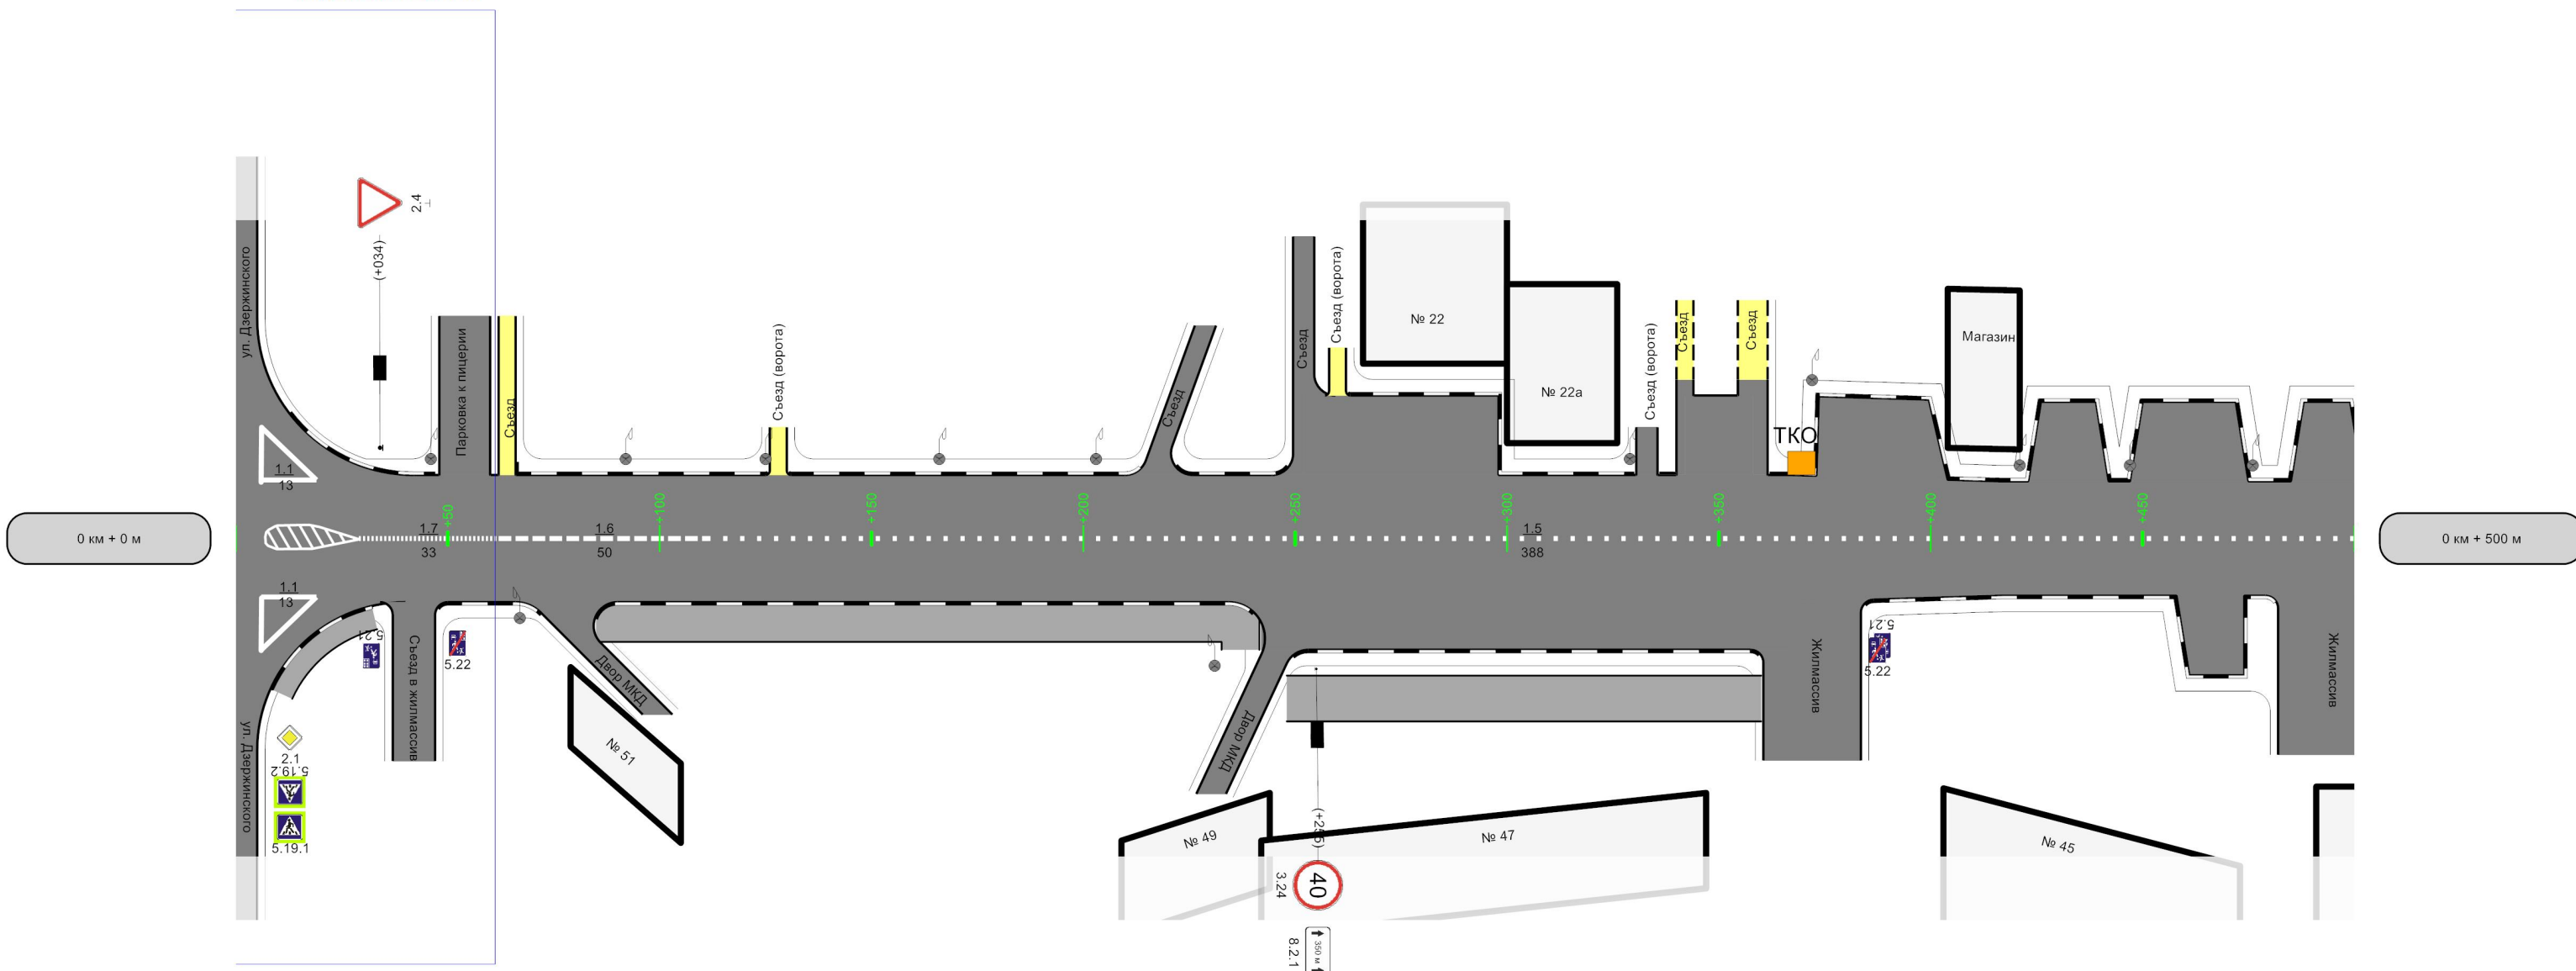 2.4
(+034)
ул. Дзержинского
Парковка к пицерии
Съезд
Съезд (ворота)
Съезд
Съезд
Съезд (ворота)
№ 22
№ 22а
Съезд (ворота)
Съезд
Съезд
ТКО
Магазин
1.1
13
0 км + 0 м
1.7
33
+50
1.6
50
+100
+150
+200
+250
+300
1.5
388
+350
+400
+450
0 км + 500 м
1.1
13
5.21
Съезд в жилмассив
5.22
Двор МКД
№ 51
Двор МКД
Жилмассив
5.21
5.22
Жилмассив
ул. Дзержинского
2.1
5.19.2
5.19.1
№ 49
(+255)
№ 47
№ 45
3.24
40
8.2.1
350 м